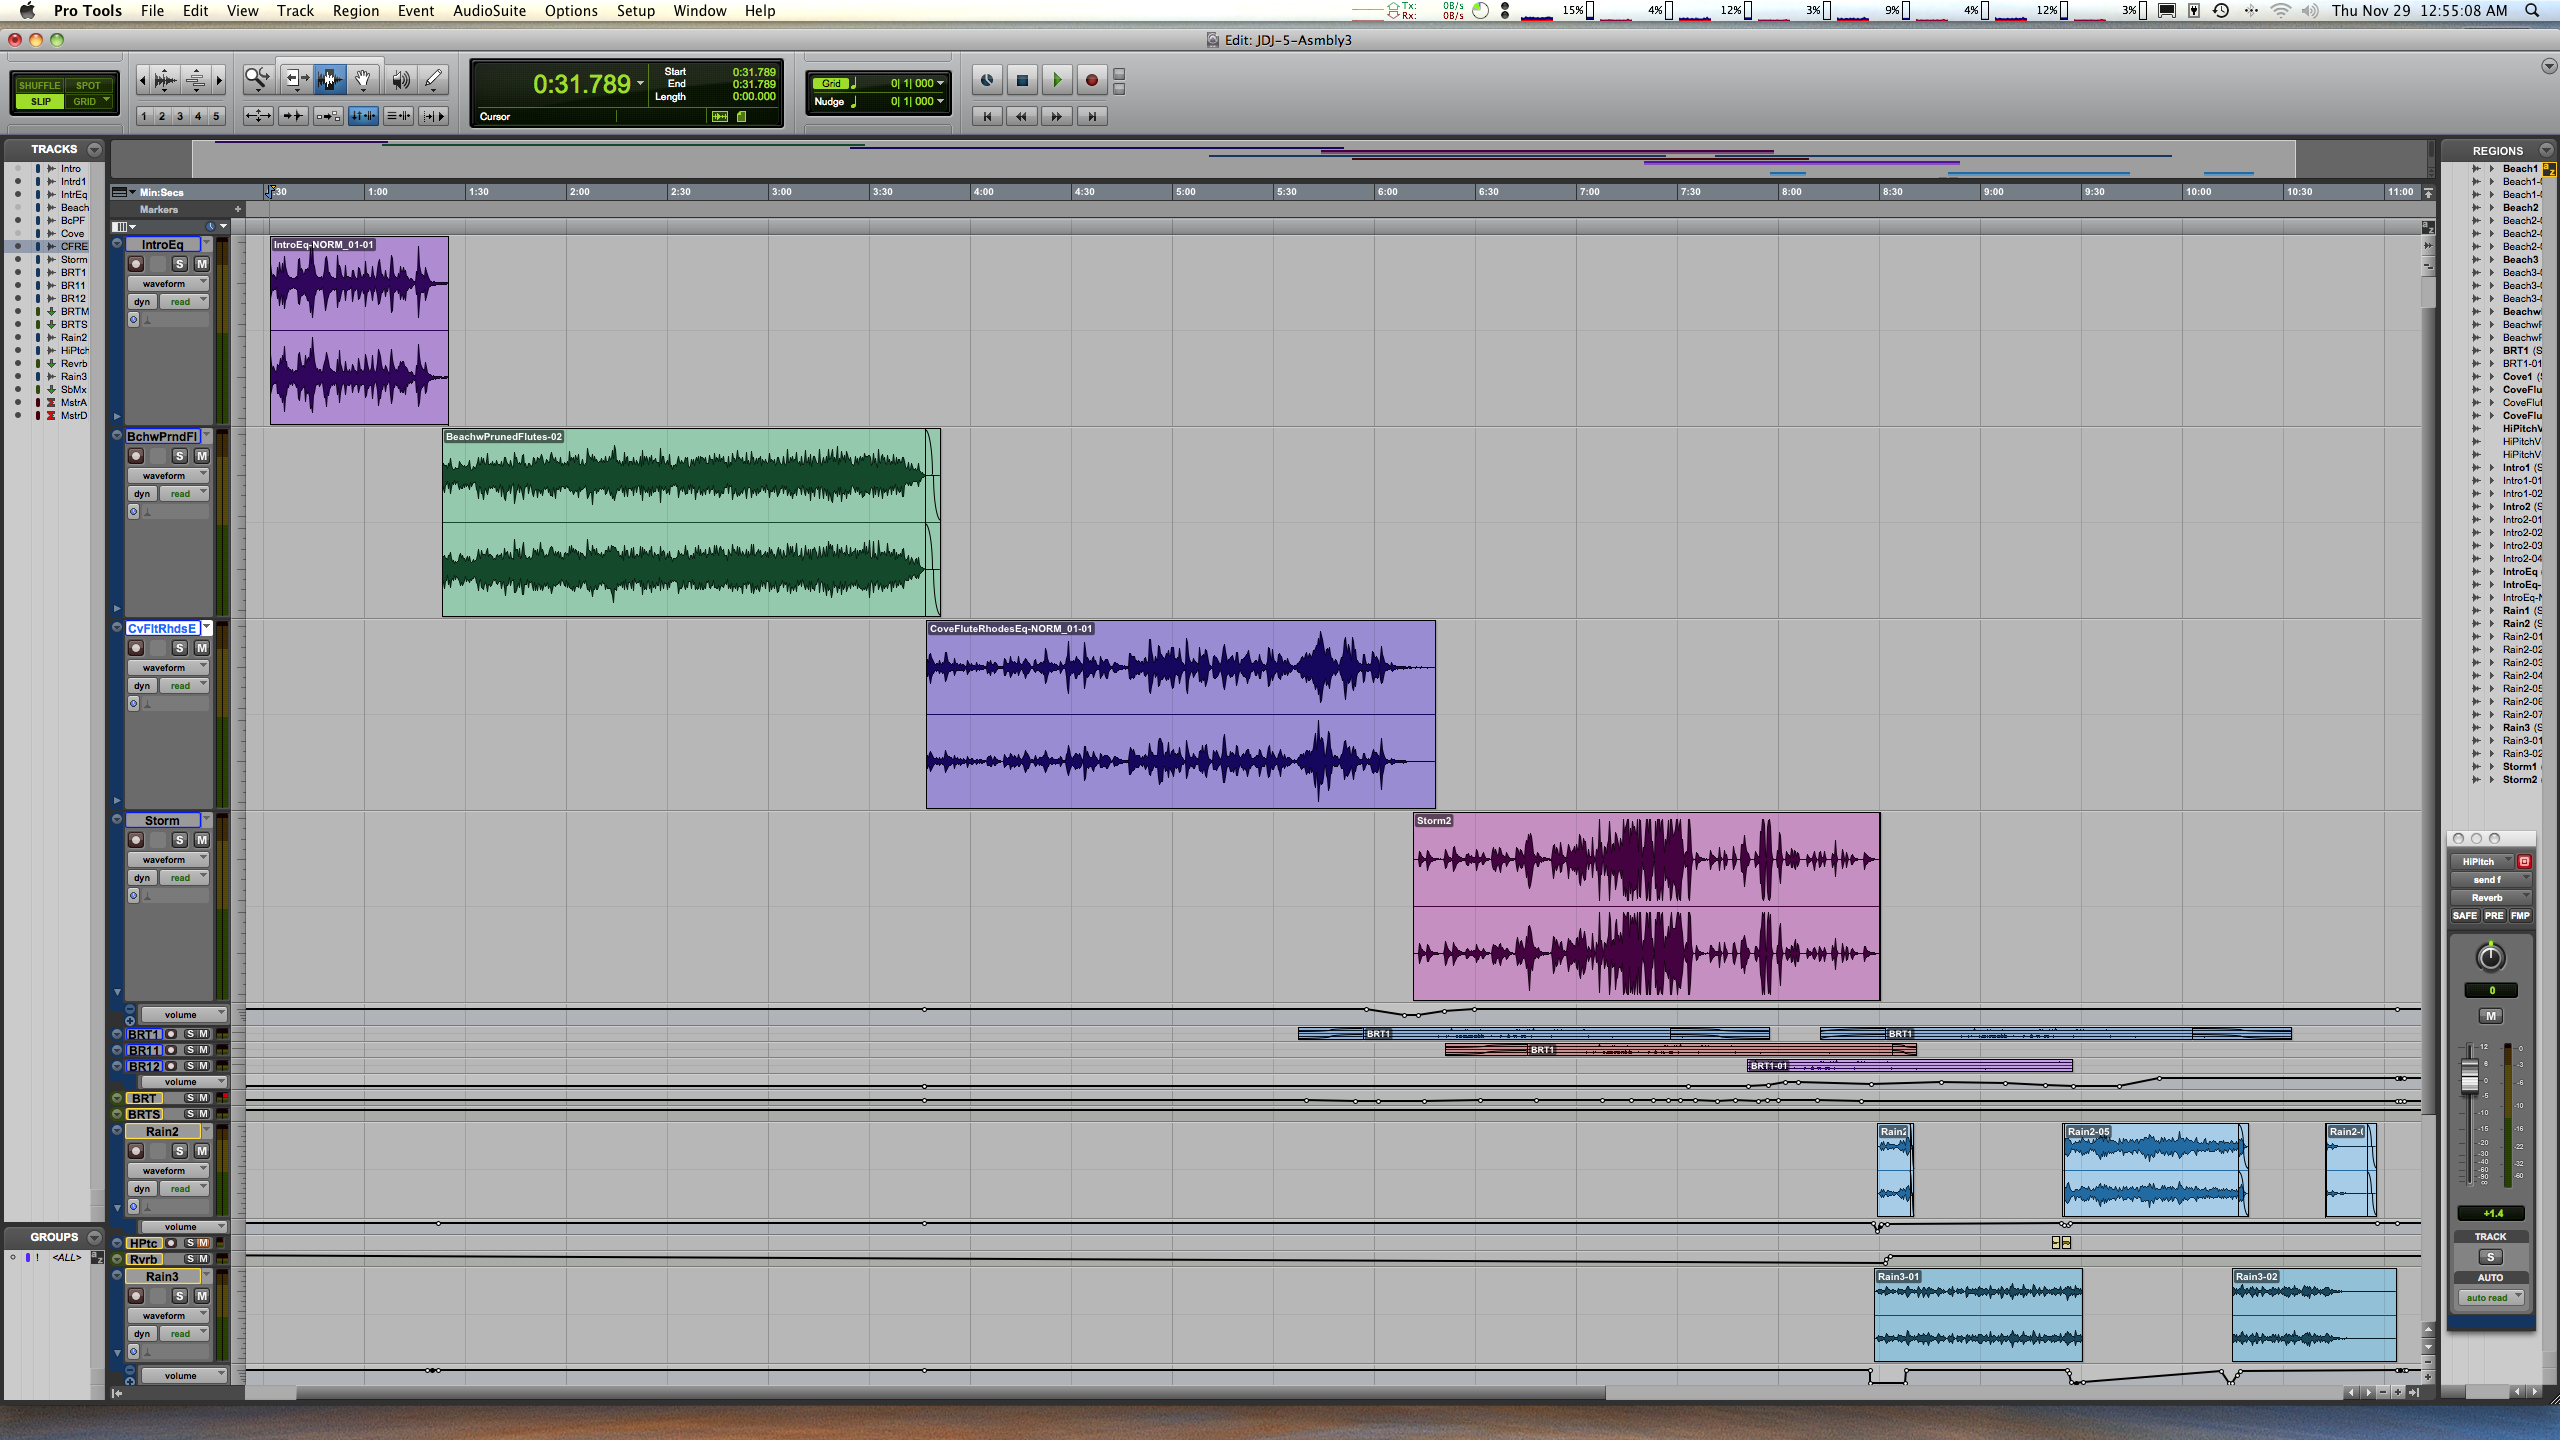 Pro Tools File Edit View Track Region Event AudioSuite Options Setup Window Help Tx: 0B/s Rx: 0B/s 15% 4% 12% 3% 9% 4% 12% 3% Thu Nov 29 12:55:08 AM
Edit: JDJ-5-Asmbly3
SHUFFLE SPOT
SLIP GRID
1 2 3 4 5
0:31.789
Start 0:31.789
End 0:31.789
Length 0:00.000
Cursor
Grid 0| 1| 000
Nudge 0| 1| 000
TRACKS
Intro
Intrd1
IntrEq
Beach
BcPF
Cove
CFRE
Storm
BRT1
BR11
BR12
BRTM
BRTS
Rain2
HiPitch
Revrb
Rain3
SbMx
MstrA
MstrD
GROUPS
! <ALL>
Min:Secs :30 1:00 1:30 2:00 2:30 3:00 3:30 4:00 4:30 5:00 5:30 6:00 6:30 7:00 7:30 8:00 8:30 9:00 9:30 10:00 10:30 11:00
Markers
IntroEq
S M
waveform
dyn read
IntroEq-NORM_01-01
BchwPrndFl
S M
waveform
dyn read
BeachwPrunedFlutes-02
CvFltRhdsE
S M
waveform
dyn read
CoveFluteRhodesEq-NORM_01-01
Storm
S M
waveform
dyn read
Storm2
volume
BRT1 S M BRT1 BRT1
BR11 S M BRT1
BR12 S M BRT1-01
volume
BRT S M
BRTS S M
Rain2
S M
waveform
dyn read
Rain2 Rain2-05 Rain2-
volume
HPtc S M
Rvrb S M
Rain3
S M
waveform
dyn read
Rain3-01 Rain3-02
volume
REGIONS
Beach1
Beach1-
Beach1-
Beach2
Beach2-
Beach2-
Beach2-
Beach3
Beach3-
Beach3-
Beach3-
Beachw
BeachwF
BeachwF
BRT1 (S
BRT1-01
Cove1 (
CoveFlu
CoveFlu
CoveFlu
HiPitchV
HiPitchV
HiPitchV
Intro1 (S
Intro1-01
Intro1-02
Intro2 (S
Intro2-01
Intro2-02
Intro2-03
Intro2-04
IntroEq
IntroEq-
IntroEq-N
Rain1 (S
Rain2 (S
Rain2-01
Rain2-02
Rain2-03
Rain2-04
Rain2-05
Rain2-06
Rain2-07
Rain3 (S
Rain3-01
Rain3-02
Storm1
Storm2
HiPitch
send f
Reverb
SAFE PRE FMP
0
M
+1.4
TRACK
S
AUTO
auto read